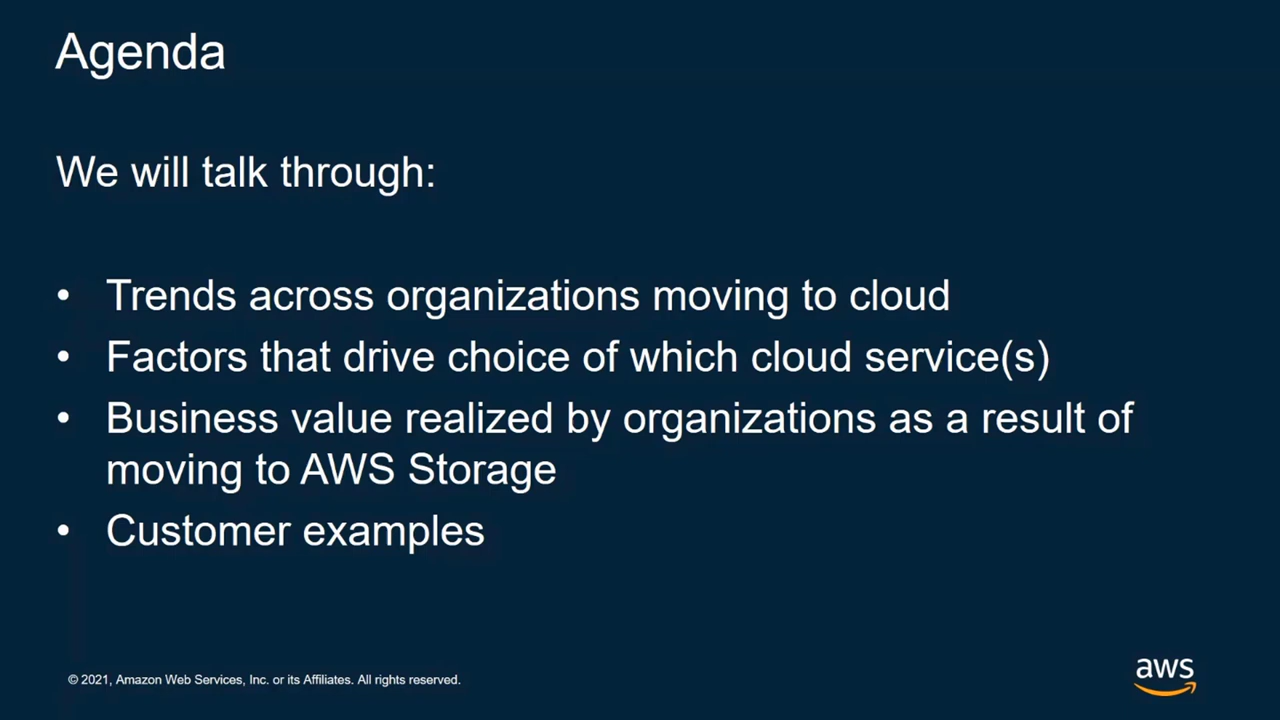 Agenda
We will talk through:
• Trends across organizations moving to cloud
• Factors that drive choice of which cloud service(s)
• Business value realized by organizations as a result of
moving to AWS Storage
• Customer examples
© 2021, Amazon Web Services, Inc. or its Affiliates. All rights reserved.
aws